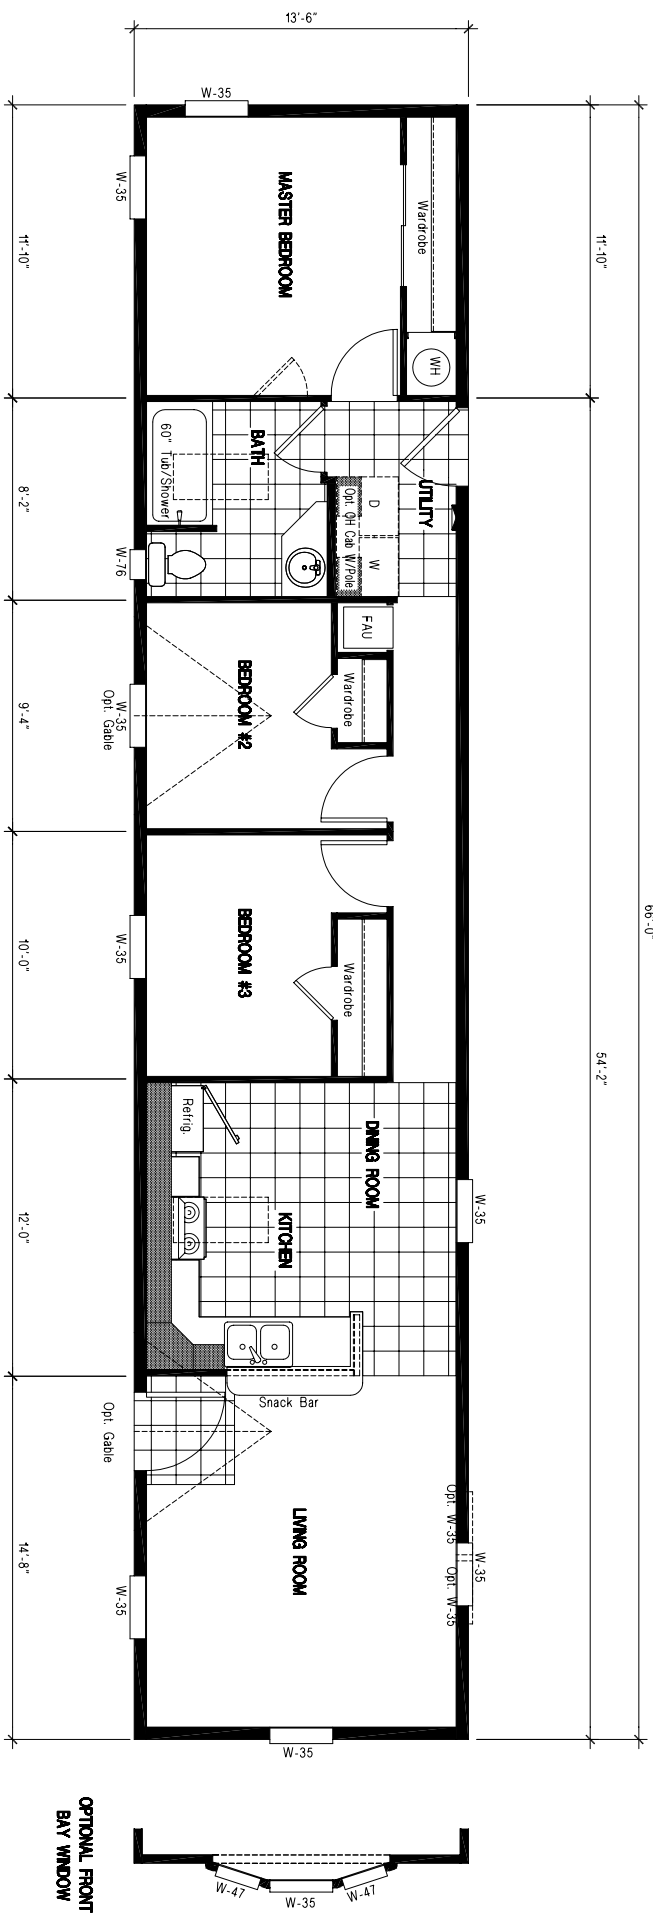 13'-6"
W-35
W-35
11'-10"
11'-10"
MASTER BEDROOM
Wardrobe
WH
BATH
60" Tub/Shower
UTILITY
D
W
Opt. OH Cab W/Pole
8'-2"
W-76
FAU
Wardrobe
BEDROOM #2
W-35
Opt. Gable
9'-4"
BEDROOM #3
Wardrobe
W-35
10'-0"
66'-0"
54'-2"
Refrig.
DINING ROOM
KITCHEN
W-35
12'-0"
Snack Bar
Opt. Gable
LIVING ROOM
Opt. W-35
W-35
Opt. W-35
W-35
14'-8"
W-35
OPTIONAL FRONT
BAY WINDOW
W-47
W-35
W-47